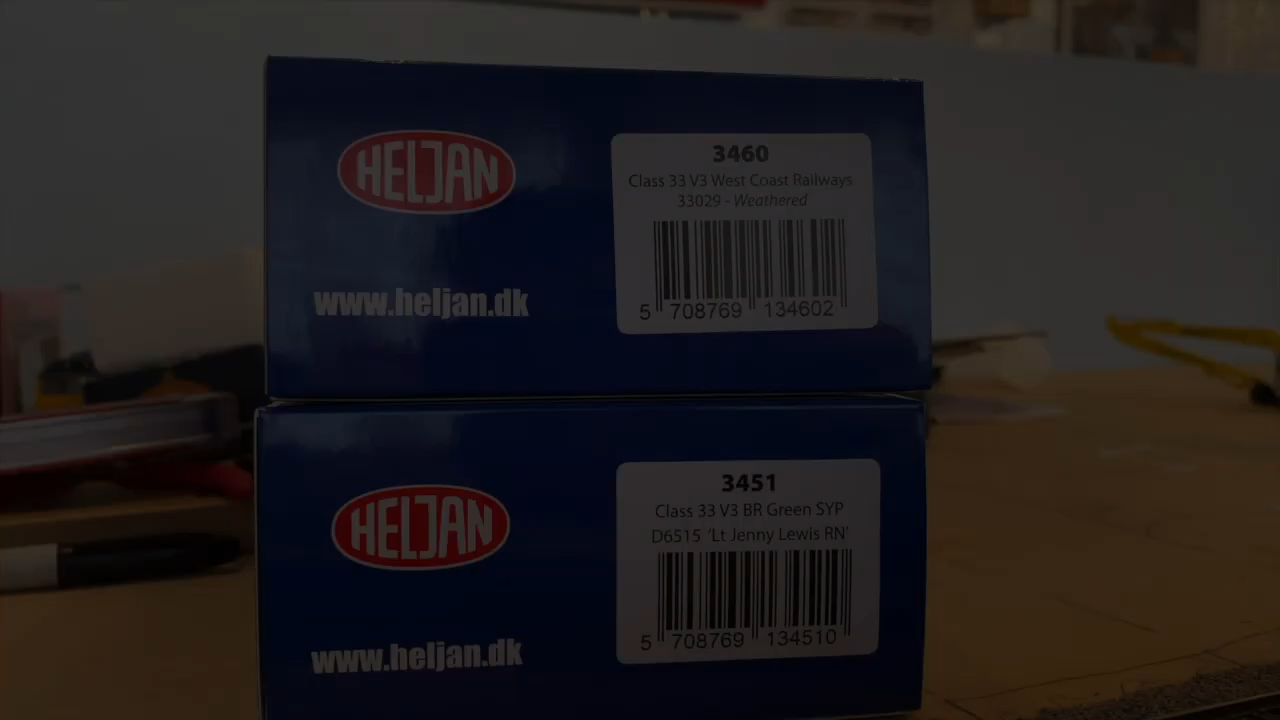 HELJAN
www.heljan.dk
3460
Class 33 V3 West Coast Railways
33029 - Weathered
5 708769 134602
HELJAN
www.heljan.dk
3451
Class 33 V3 BR Green SYP
D6515 'Lt Jenny Lewis RN'
5 708769 134510